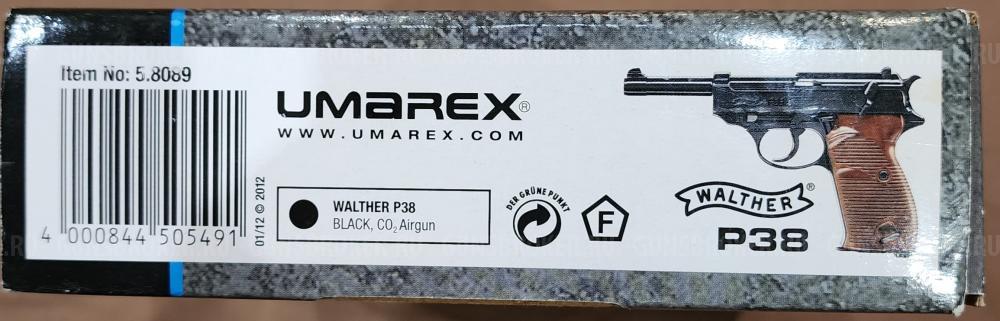 Item No: 5.8089
4 000844 505491
01/12 © 2012
UMAREX®
WWW.UMAREX.COM
WALTHER P38
BLACK, CO₂ Airgun
DER GRÜNE PUNKT
F
WALTHER®
P38